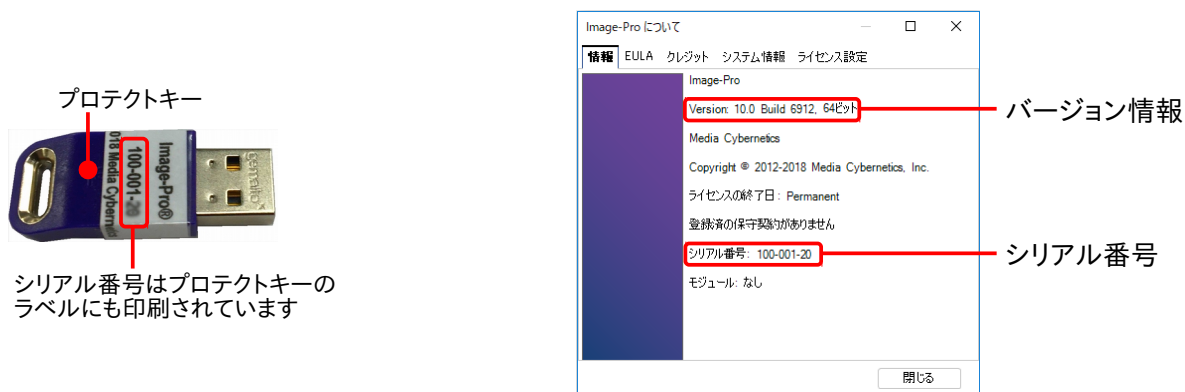 プロテクトキー
Image-Pro®
100-001-20
018 Media Cyberne
gemalto
シリアル番号はプロテクトキーの
ラベルにも印刷されています
Image-Pro について
情報 EULA クレジット システム情報 ライセンス設定
Image-Pro
Version: 10.0 Build 6912, 64ビット
バージョン情報
Media Cybernetics
Copyright © 2012-2018 Media Cybernetics, Inc.
ライセンスの終了日: Permanent
登録済の保守契約がありません
シリアル番号: 100-001-20
シリアル番号
モジュール: なし
閉じる